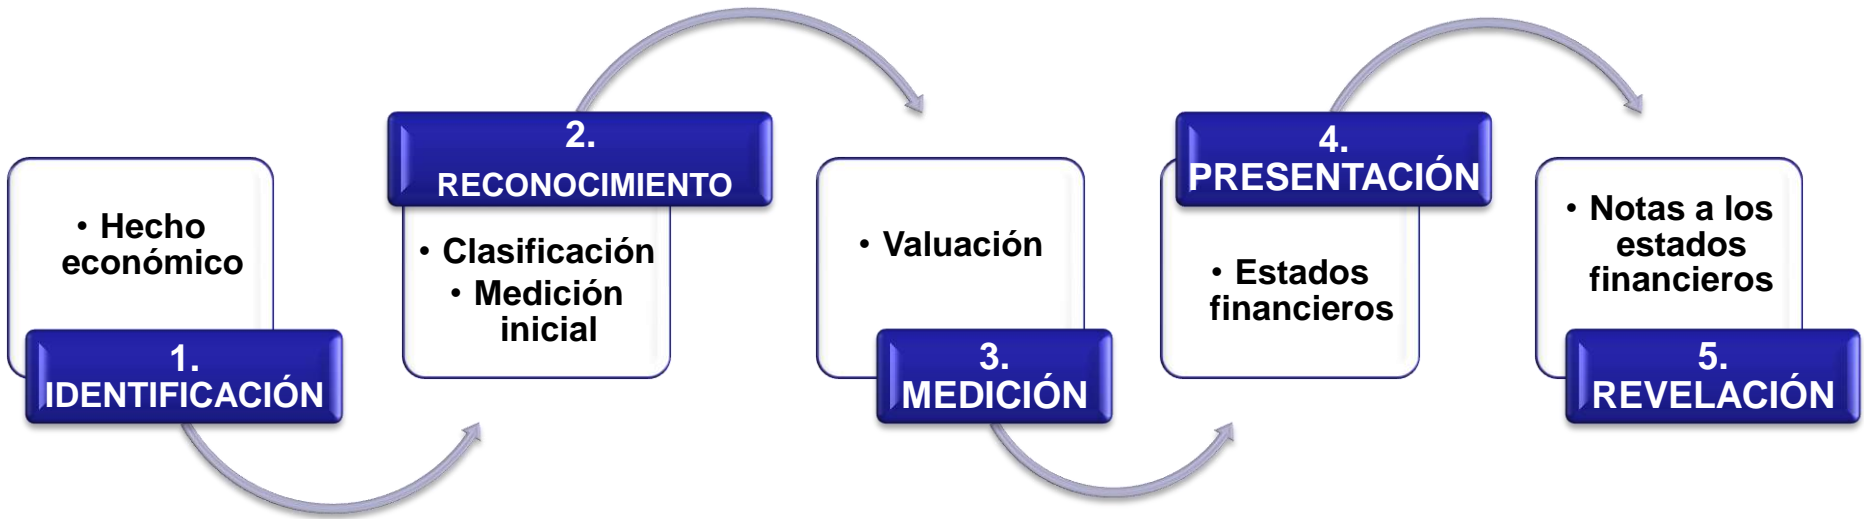 • Hecho
económico
1.
IDENTIFICACIÓN
2.
RECONOCIMIENTO
• Clasificación
• Medición
inicial
• Valuación
3.
MEDICIÓN
4.
PRESENTACIÓN
• Estados
financieros
• Notas a los
estados
financieros
5.
REVELACIÓN